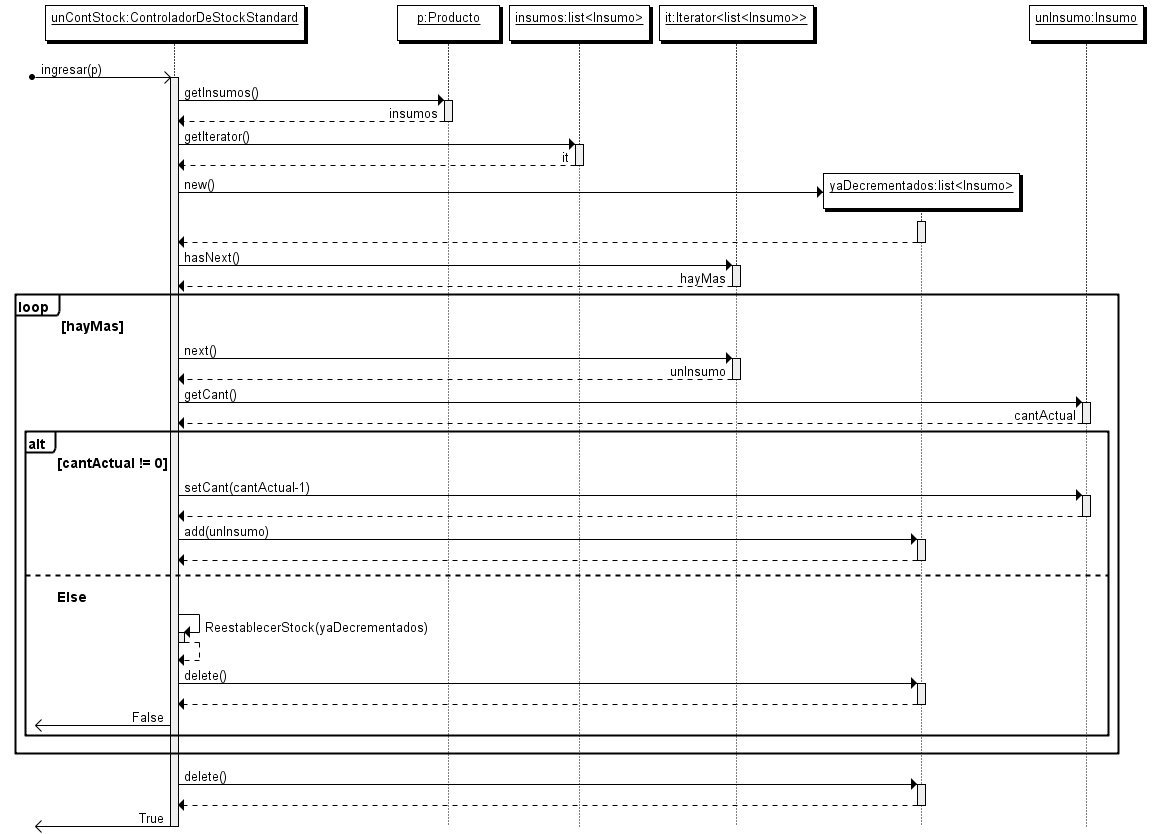 unContStock:ControladorDeStockStandard
p:Producto
insumos:list<Insumo>
it:Iterator<list<Insumo>>
unInsumo:Insumo
ingresar(p)
getInsumos()
insumos
getIterator()
it
new()
yaDecrementados:list<Insumo>
hasNext()
hayMas
loop
[hayMas]
next()
unInsumo
getCant()
cantActual
alt
[cantActual != 0]
setCant(cantActual-1)
add(unInsumo)
Else
ReestablecerStock(yaDecrementados)
delete()
False
delete()
True